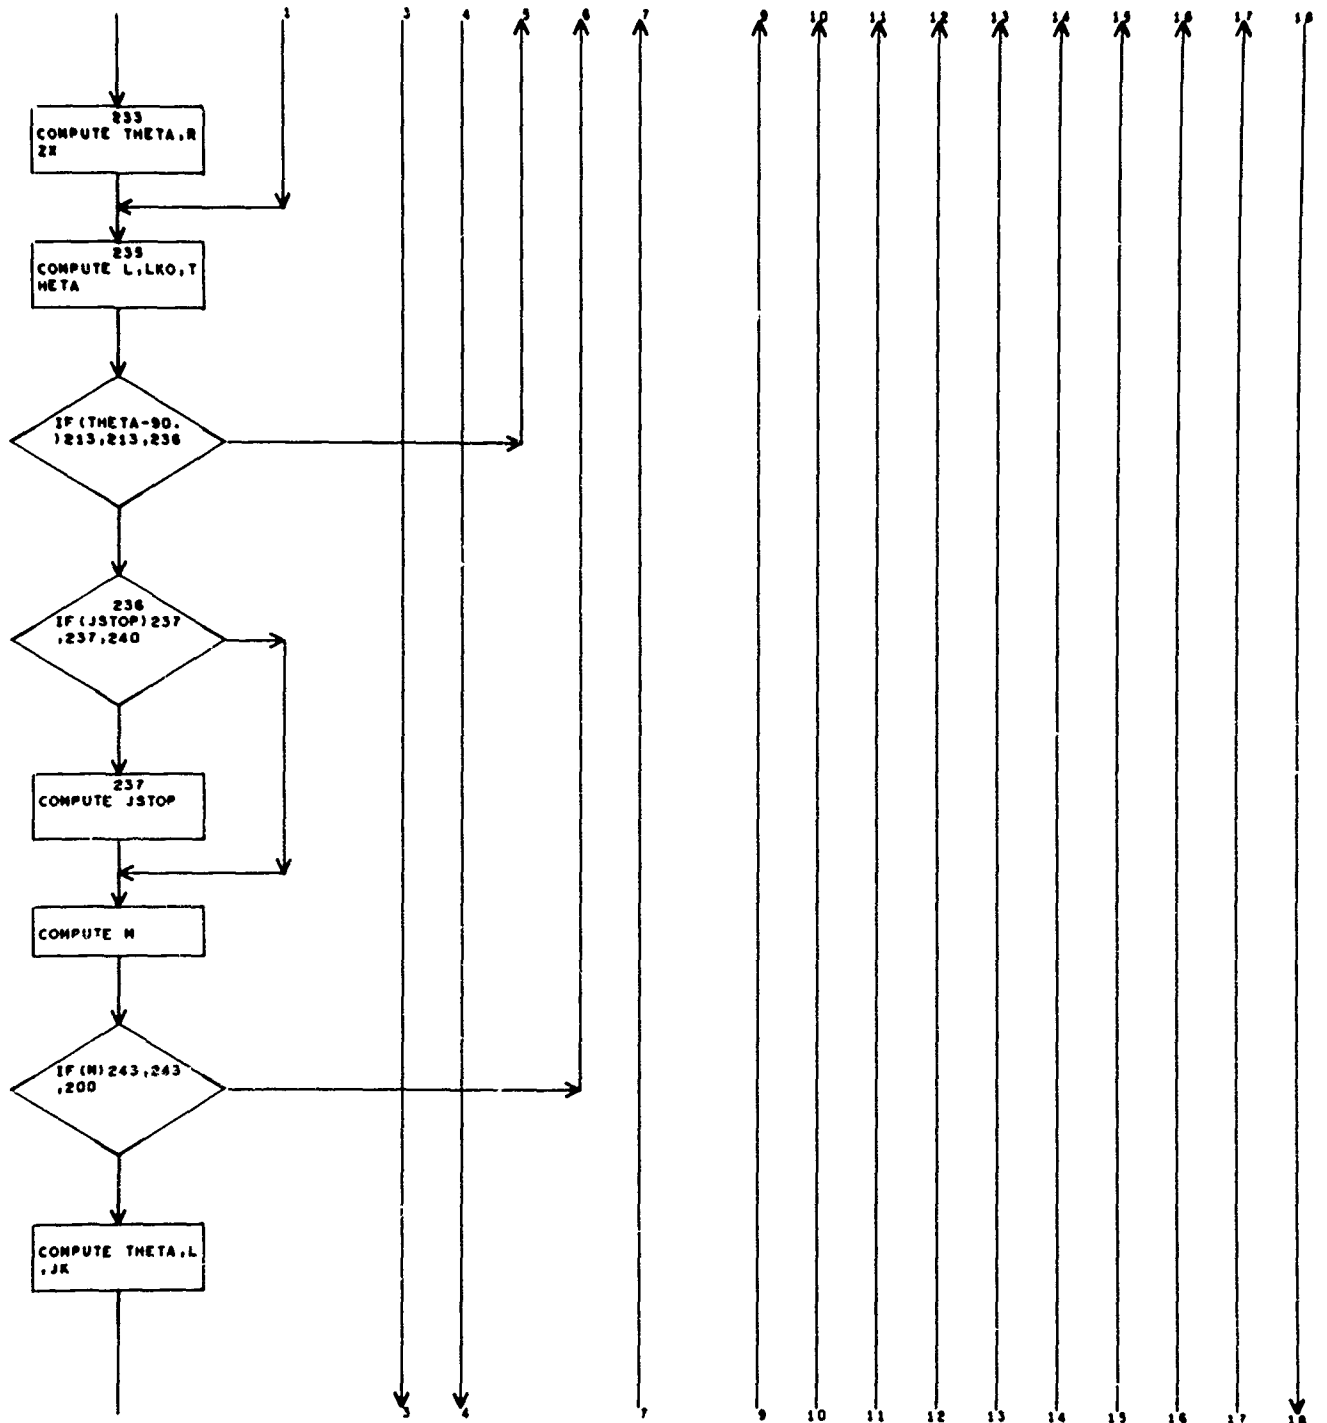 1 3 4 5 6 7 9 10 11 12 13 14 15 16 17 18
233
COMPUTE THETA,R
ZX
235
COMPUTE L,LKO,T
HETA
IF(THETA-90.
)213,213,236
236
IF(JSTOP)237
,237,240
237
COMPUTE JSTOP
COMPUTE M
IF(M)243,243
,200
COMPUTE THETA,L
,JK
3 4 7 9 10 11 12 13 14 15 16 17 18